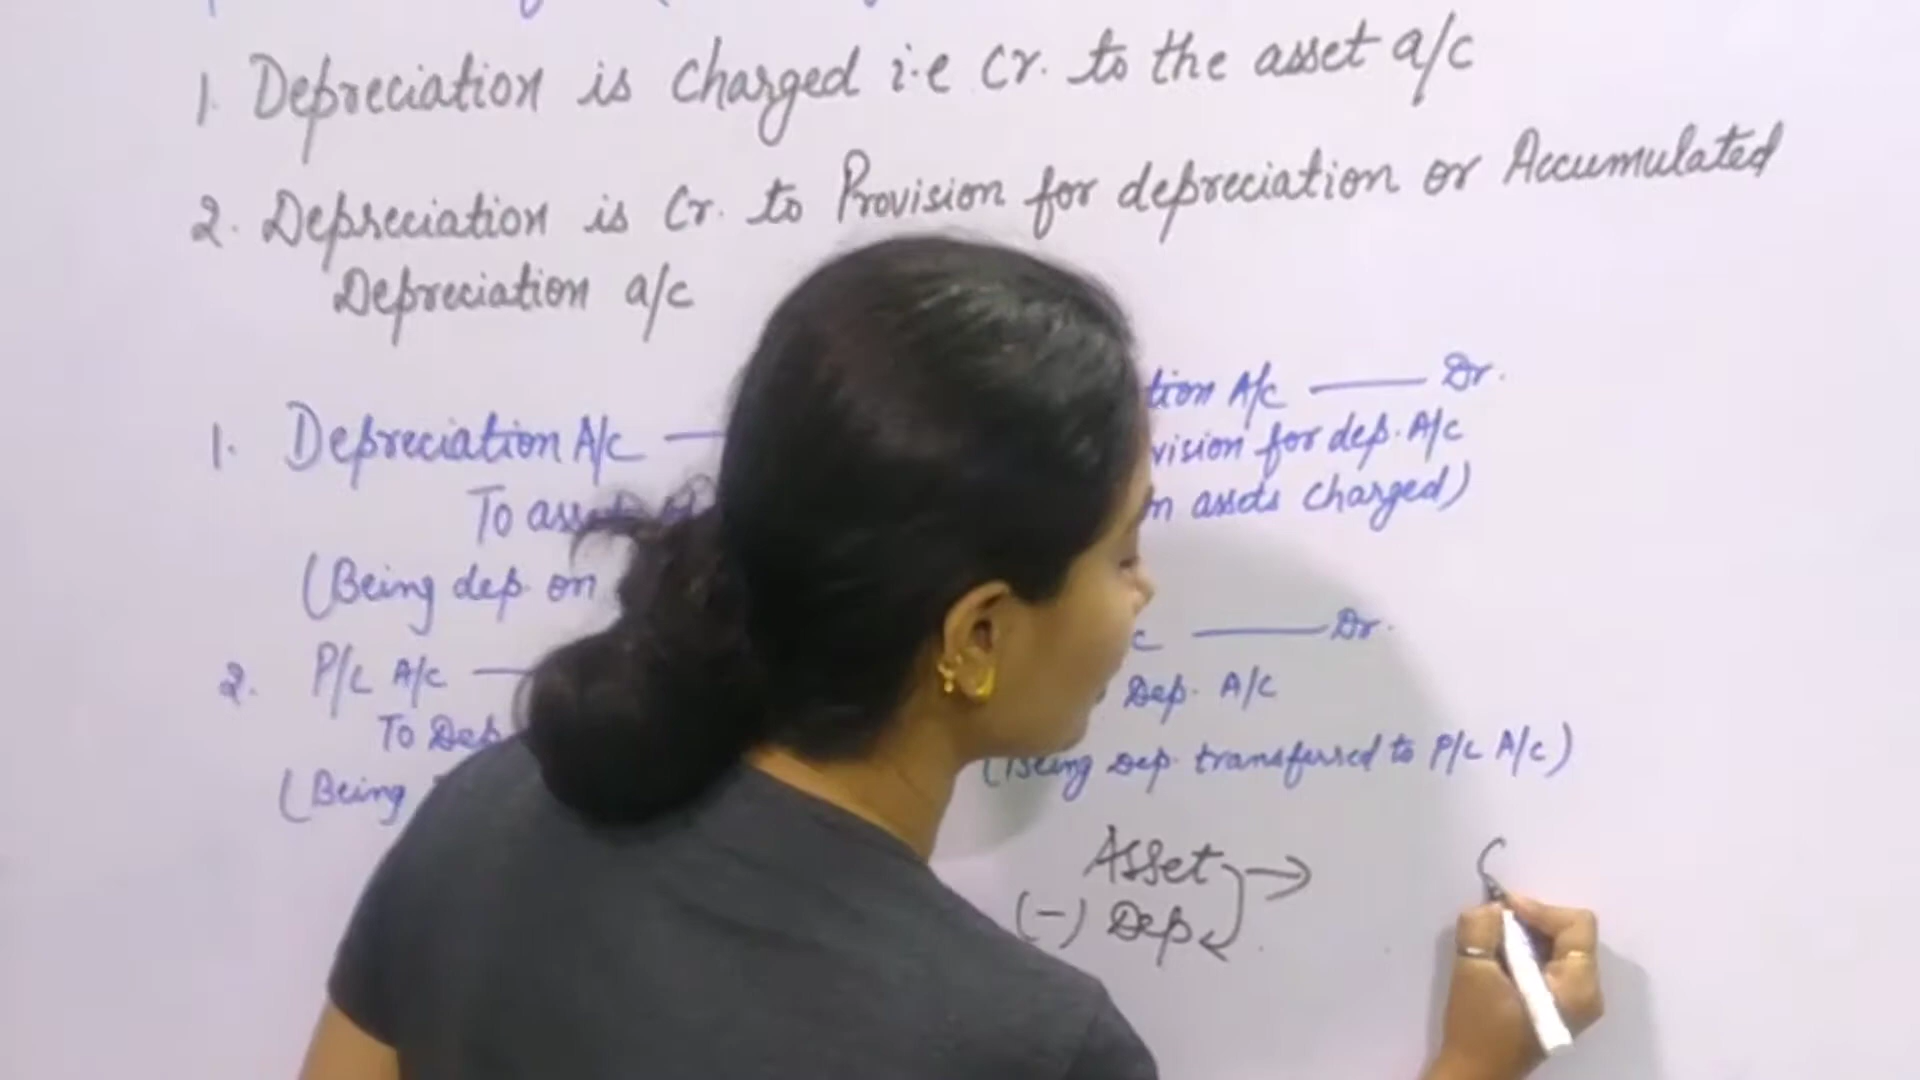 1. Depreciation is charged i.e Cr. to the asset a/c
2. Depreciation is Cr. to Provision for depreciation or Accumulated
Depreciation a/c
1. Depreciation A/c
To asset
(Being dep. on
2. P/L A/c
To Dep
(Being
tion A/c Dr.
vision for dep. A/c
n assets charged)
c Dr.
Dep. A/c
(Being Dep. transferred to P/L A/c)
Asset →
(-) Dep